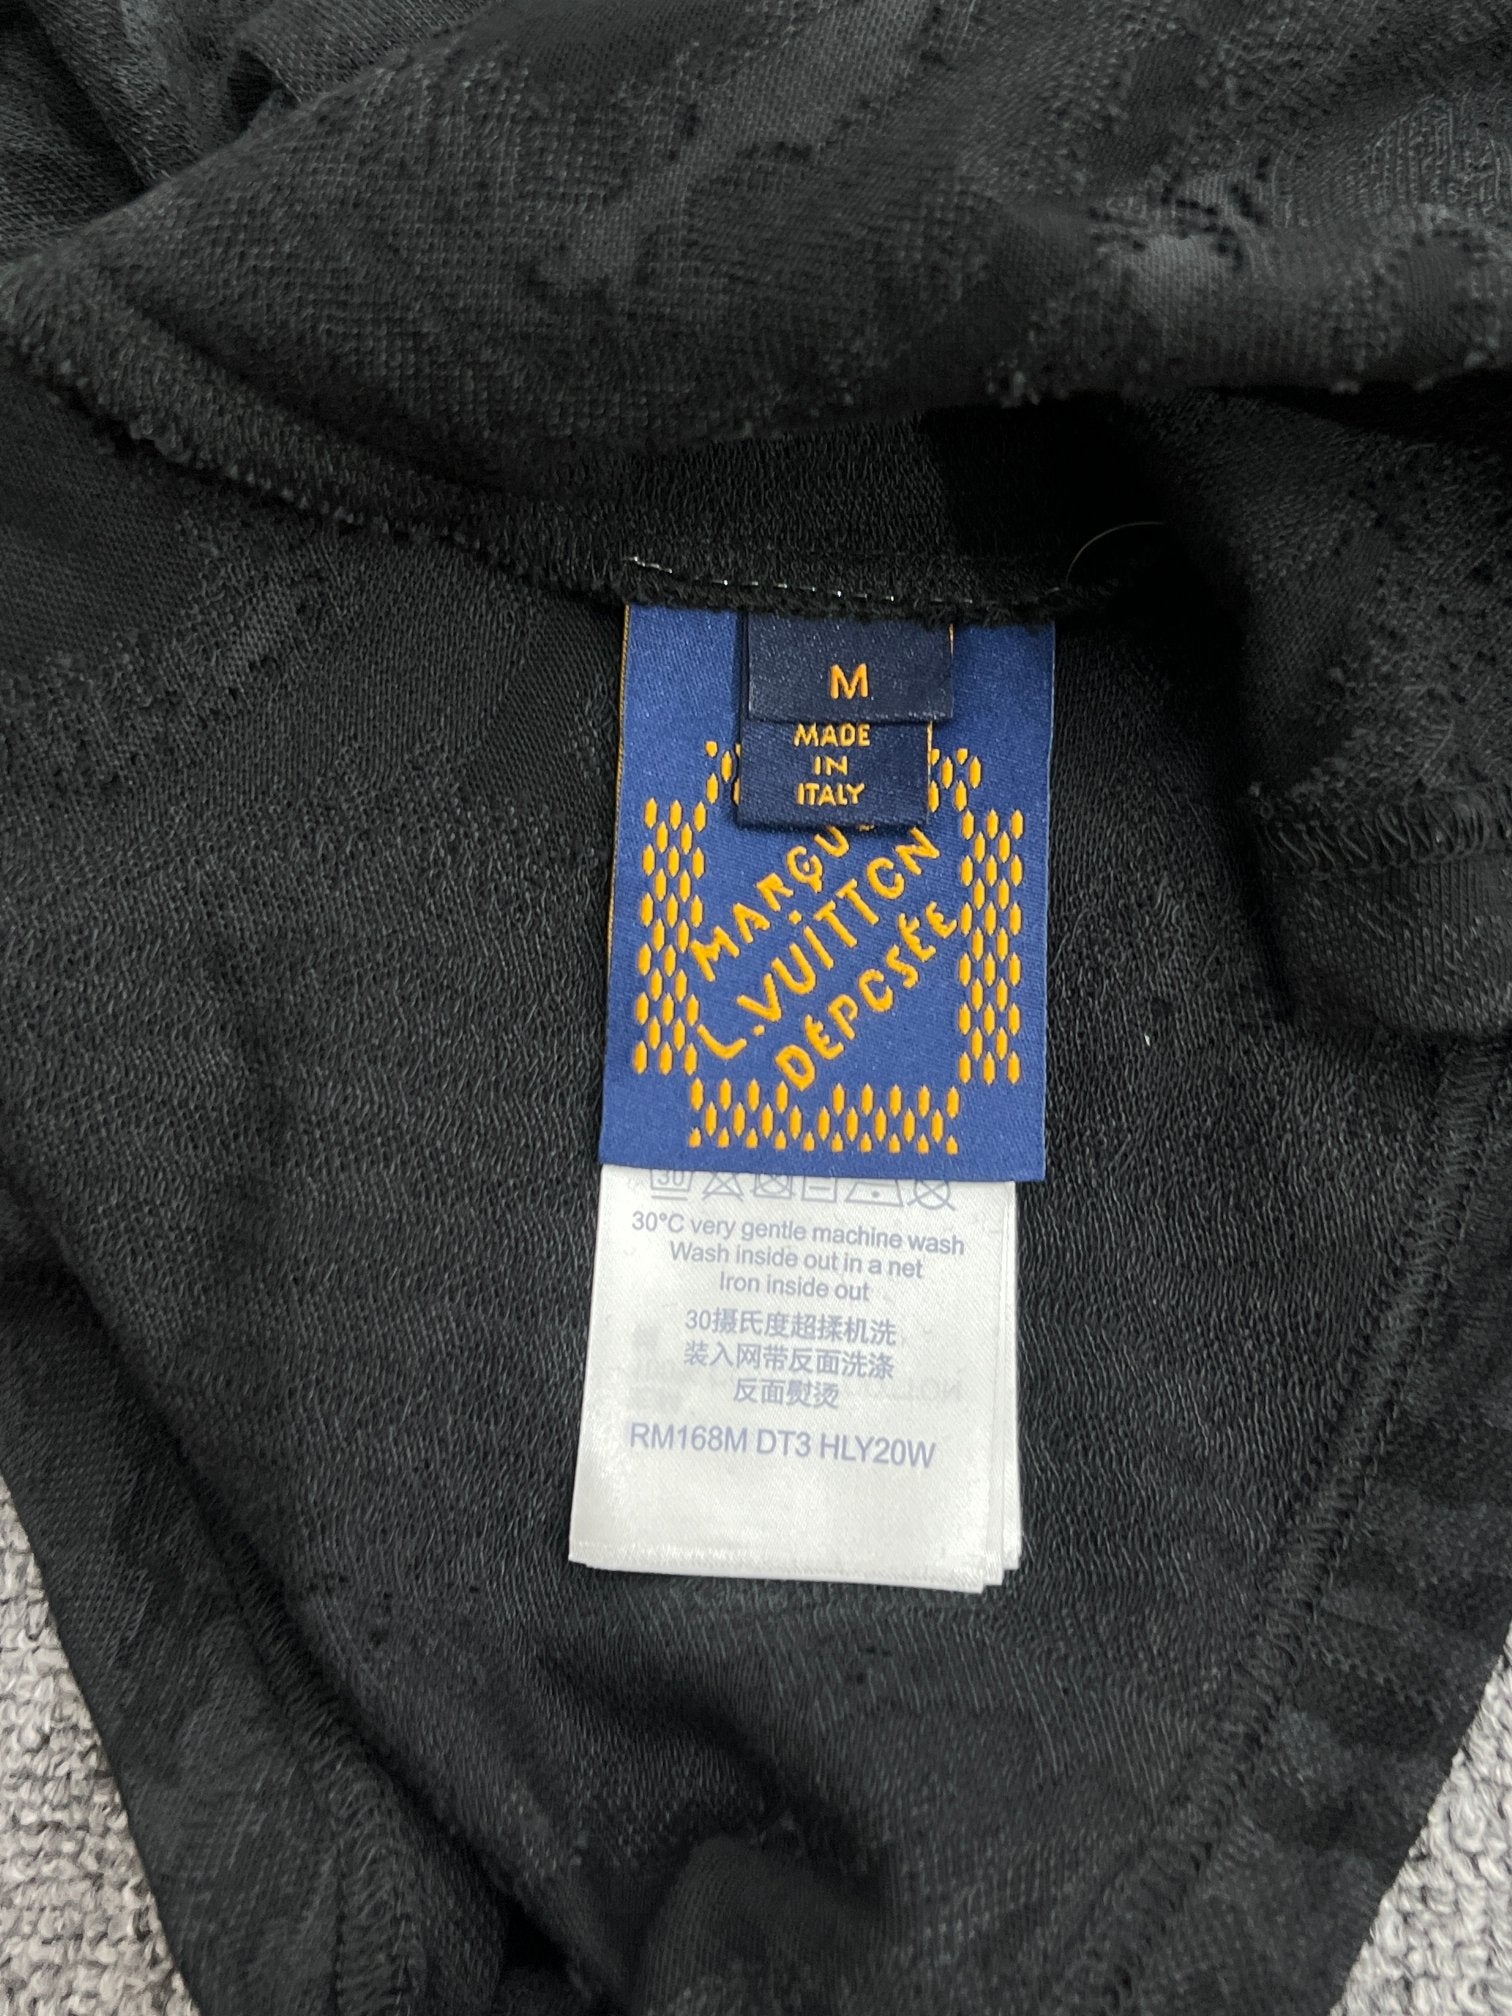 M
MADE
IN
ITALY
L.VUITTON
DÉPOSÉE
30
30°C very gentle machine wash
Wash inside out in a net
Iron inside out
30摄氏度超揉机洗
装入网带反面洗涤
反面熨烫
RM168M DT3 HLY20W